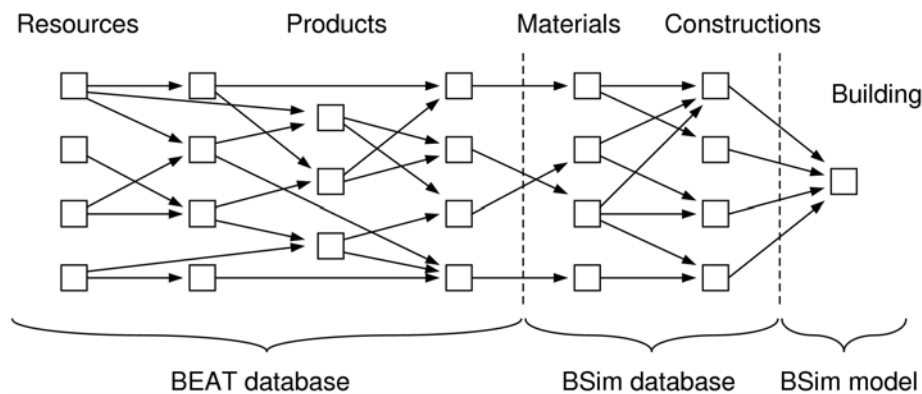 Resources Products Materials Constructions
Building
BEAT database BSim database BSim model